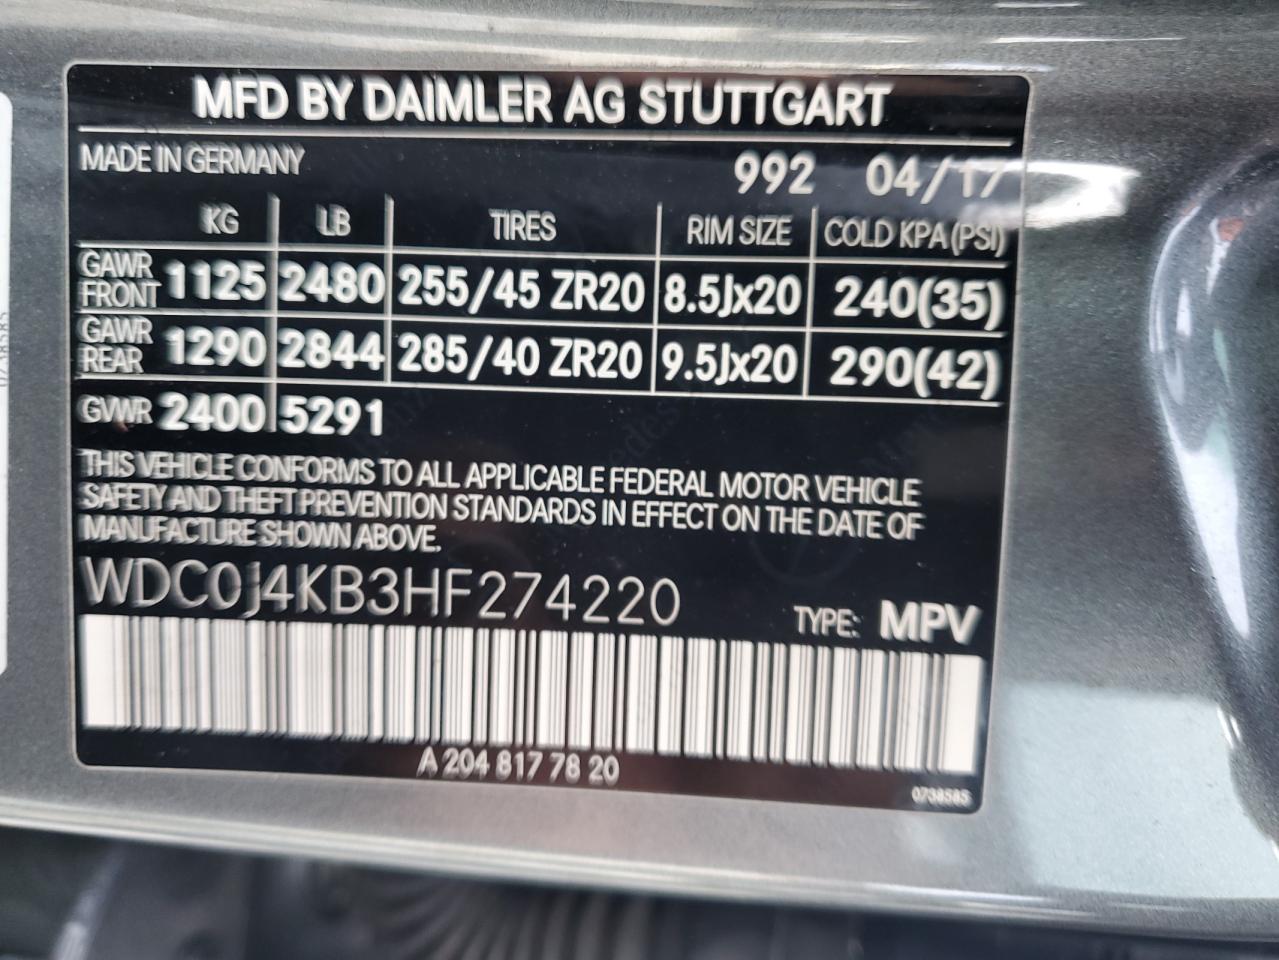 MFD BY DAIMLER AG STUTTGART
MADE IN GERMANY 992 04/17
KG LB TIRES RIM SIZE COLD KPA(PSI)
GAWR FRONT 1125 2480 255/45 ZR20 8.5Jx20 240(35)
GAWR REAR 1290 2844 285/40 ZR20 9.5Jx20 290(42)
GVWR 2400 5291
THIS VEHICLE CONFORMS TO ALL APPLICABLE FEDERAL MOTOR VEHICLE
SAFETY AND THEFT PREVENTION STANDARDS IN EFFECT ON THE DATE OF
MANUFACTURE SHOWN ABOVE.
WDC0J4KB3HF274220 TYPE: MPV
A 204 817 78 20
0738585